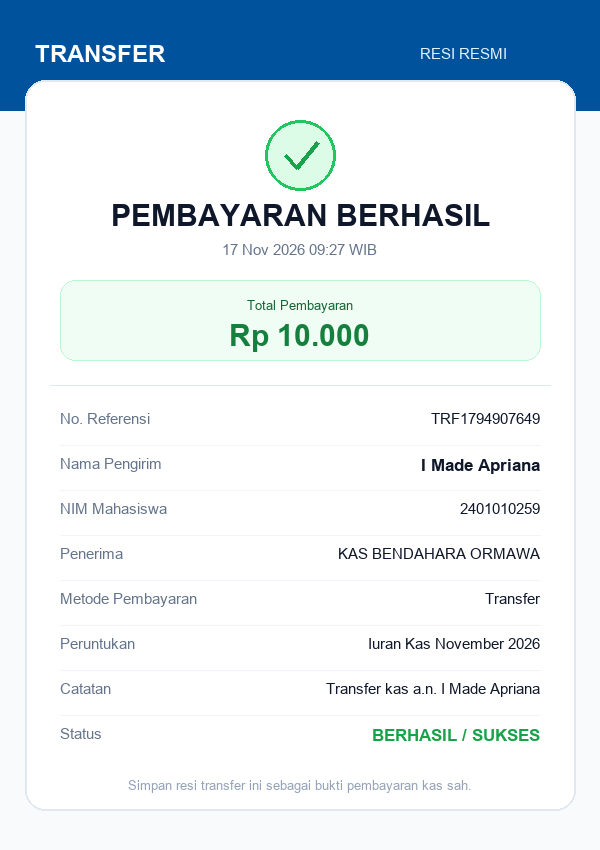 TRANSFER RESI RESMI
PEMBAYARAN BERHASIL
17 Nov 2026 09:27 WIB
Total Pembayaran
Rp 10.000
No. Referensi TRF1794907649
Nama Pengirim I Made Apriana
NIM Mahasiswa 2401010259
Penerima KAS BENDAHARA ORMAWA
Metode Pembayaran Transfer
Peruntukan Iuran Kas November 2026
Catatan Transfer kas a.n. I Made Apriana
Status BERHASIL / SUKSES
Simpan resi transfer ini sebagai bukti pembayaran kas sah.